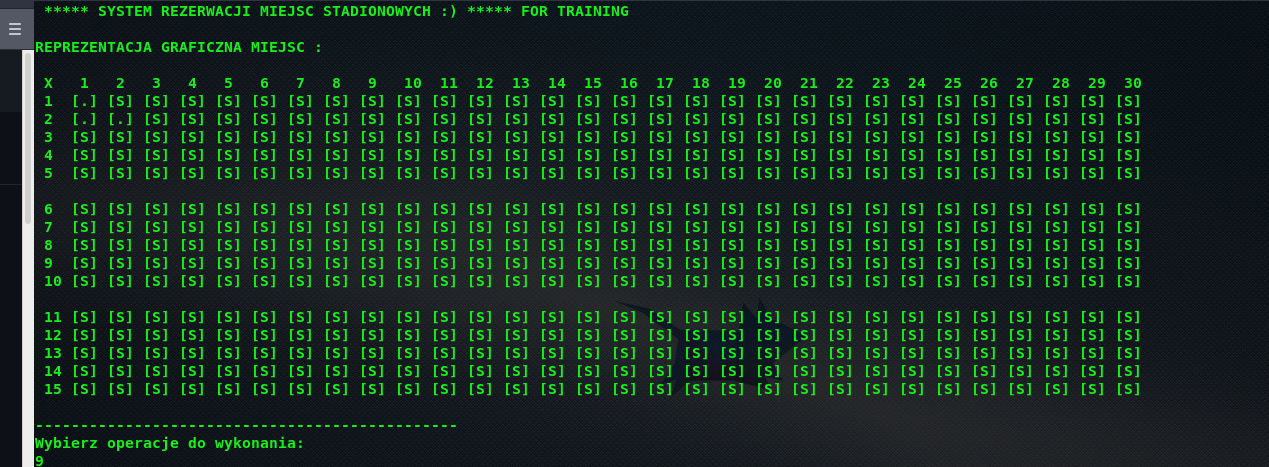 ***** SYSTEM REZERWACJI MIEJSC STADIONOWYCH :) ***** FOR TRAINING
REPREZENTACJA GRAFICZNA MIEJSC :
X 1 2 3 4 5 6 7 8 9 10 11 12 13 14 15 16 17 18 19 20 21 22 23 24 25 26 27 28 29 30
1 [.] [S] [S] [S] [S] [S] [S] [S] [S] [S] [S] [S] [S] [S] [S] [S] [S] [S] [S] [S] [S] [S] [S] [S] [S] [S] [S] [S] [S] [S]
2 [.] [.] [S] [S] [S] [S] [S] [S] [S] [S] [S] [S] [S] [S] [S] [S] [S] [S] [S] [S] [S] [S] [S] [S] [S] [S] [S] [S] [S] [S]
3 [S] [S] [S] [S] [S] [S] [S] [S] [S] [S] [S] [S] [S] [S] [S] [S] [S] [S] [S] [S] [S] [S] [S] [S] [S] [S] [S] [S] [S] [S]
4 [S] [S] [S] [S] [S] [S] [S] [S] [S] [S] [S] [S] [S] [S] [S] [S] [S] [S] [S] [S] [S] [S] [S] [S] [S] [S] [S] [S] [S] [S]
5 [S] [S] [S] [S] [S] [S] [S] [S] [S] [S] [S] [S] [S] [S] [S] [S] [S] [S] [S] [S] [S] [S] [S] [S] [S] [S] [S] [S] [S] [S]
6 [S] [S] [S] [S] [S] [S] [S] [S] [S] [S] [S] [S] [S] [S] [S] [S] [S] [S] [S] [S] [S] [S] [S] [S] [S] [S] [S] [S] [S] [S]
7 [S] [S] [S] [S] [S] [S] [S] [S] [S] [S] [S] [S] [S] [S] [S] [S] [S] [S] [S] [S] [S] [S] [S] [S] [S] [S] [S] [S] [S] [S]
8 [S] [S] [S] [S] [S] [S] [S] [S] [S] [S] [S] [S] [S] [S] [S] [S] [S] [S] [S] [S] [S] [S] [S] [S] [S] [S] [S] [S] [S] [S]
9 [S] [S] [S] [S] [S] [S] [S] [S] [S] [S] [S] [S] [S] [S] [S] [S] [S] [S] [S] [S] [S] [S] [S] [S] [S] [S] [S] [S] [S] [S]
10 [S] [S] [S] [S] [S] [S] [S] [S] [S] [S] [S] [S] [S] [S] [S] [S] [S] [S] [S] [S] [S] [S] [S] [S] [S] [S] [S] [S] [S] [S]
11 [S] [S] [S] [S] [S] [S] [S] [S] [S] [S] [S] [S] [S] [S] [S] [S] [S] [S] [S] [S] [S] [S] [S] [S] [S] [S] [S] [S] [S] [S]
12 [S] [S] [S] [S] [S] [S] [S] [S] [S] [S] [S] [S] [S] [S] [S] [S] [S] [S] [S] [S] [S] [S] [S] [S] [S] [S] [S] [S] [S] [S]
13 [S] [S] [S] [S] [S] [S] [S] [S] [S] [S] [S] [S] [S] [S] [S] [S] [S] [S] [S] [S] [S] [S] [S] [S] [S] [S] [S] [S] [S] [S]
14 [S] [S] [S] [S] [S] [S] [S] [S] [S] [S] [S] [S] [S] [S] [S] [S] [S] [S] [S] [S] [S] [S] [S] [S] [S] [S] [S] [S] [S] [S]
15 [S] [S] [S] [S] [S] [S] [S] [S] [S] [S] [S] [S] [S] [S] [S] [S] [S] [S] [S] [S] [S] [S] [S] [S] [S] [S] [S] [S] [S] [S]
-----------------------------------------------
Wybierz operacje do wykonania:
9